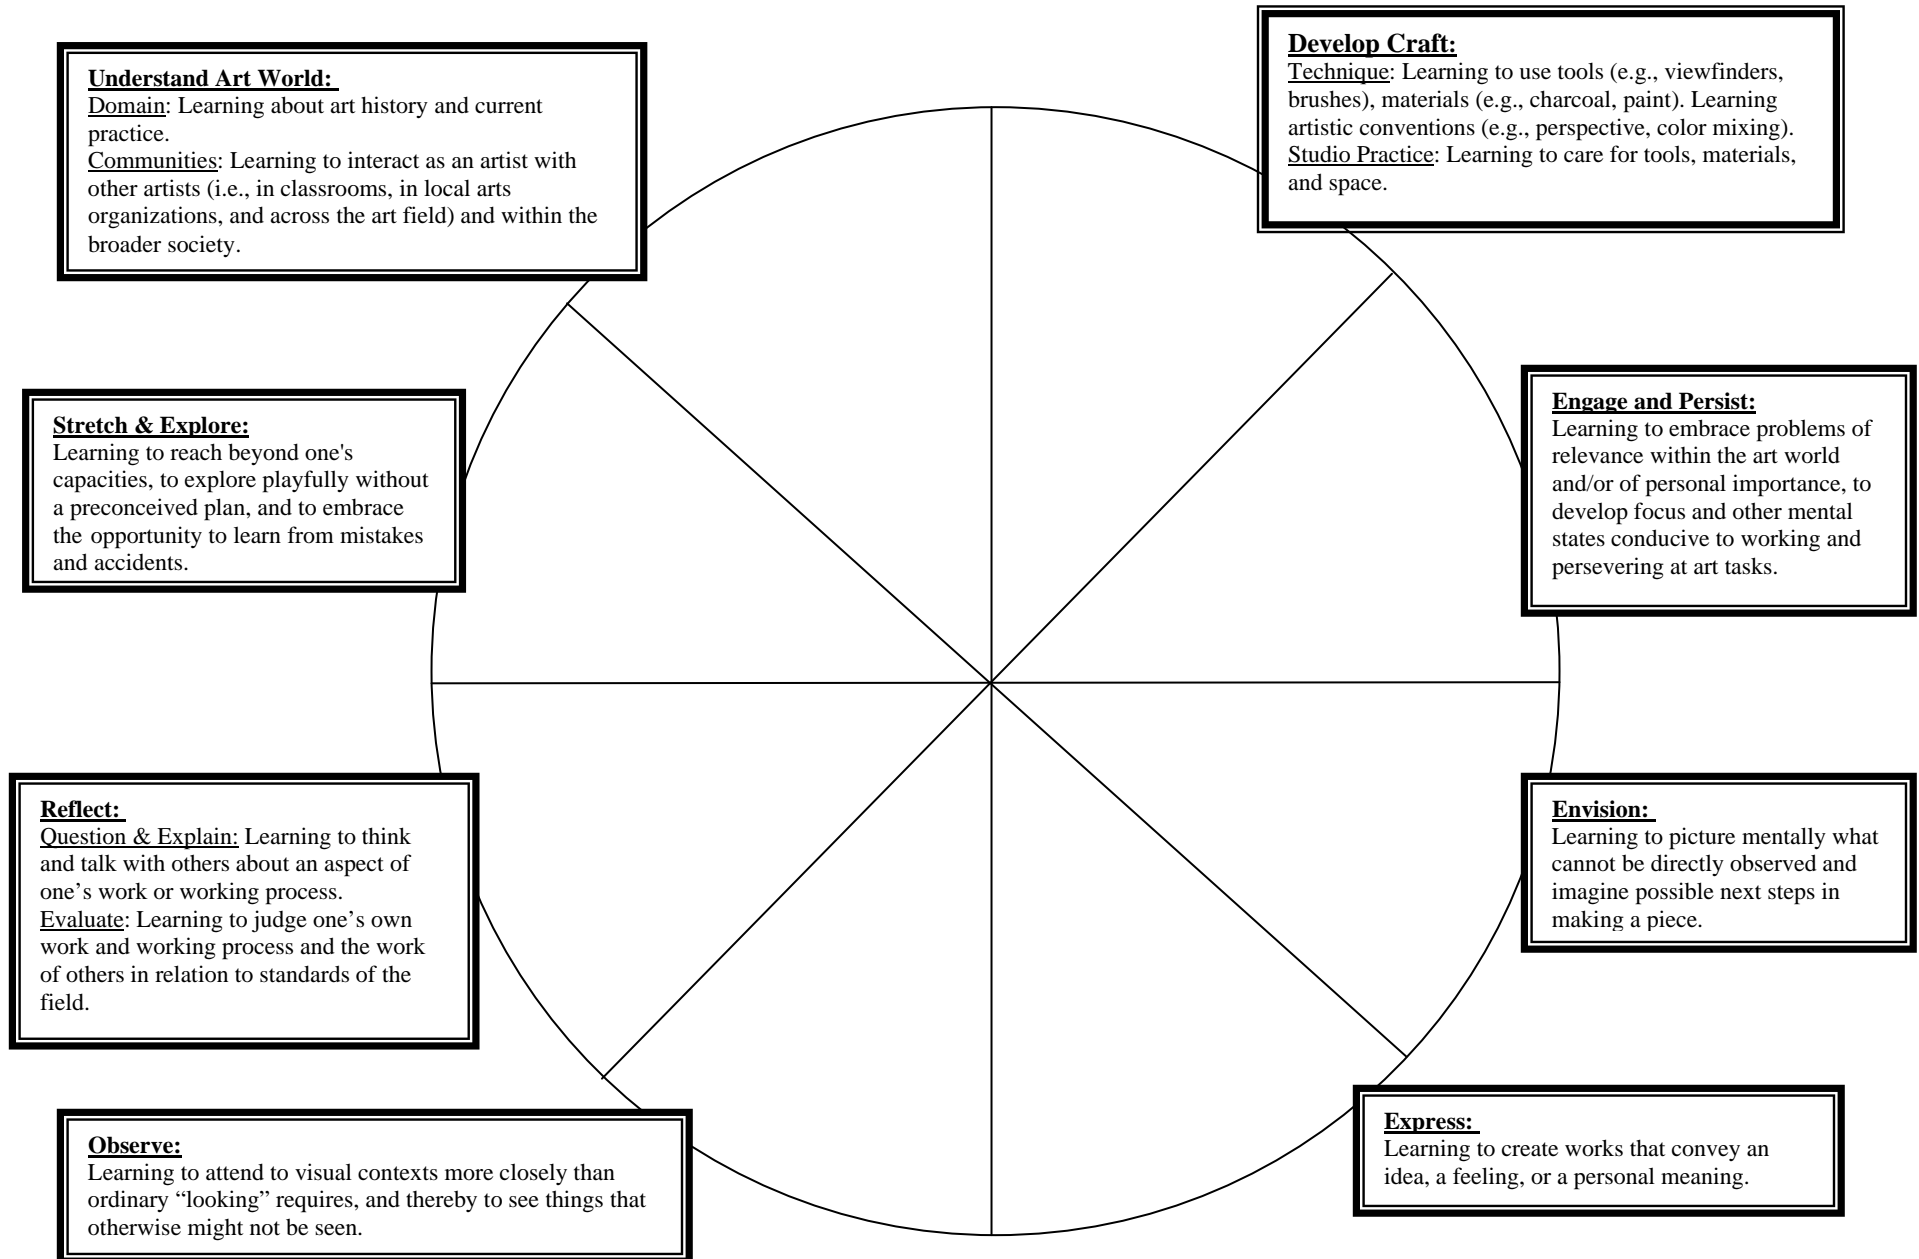 Understand Art World:
Domain: Learning about art history and current
practice.
Communities: Learning to interact as an artist with
other artists (i.e., in classrooms, in local arts
organizations, and across the art field) and within the
broader society.
Develop Craft:
Technique: Learning to use tools (e.g., viewfinders,
brushes), materials (e.g., charcoal, paint). Learning
artistic conventions (e.g., perspective, color mixing).
Studio Practice: Learning to care for tools, materials,
and space.
Stretch & Explore:
Learning to reach beyond one's
capacities, to explore playfully without
a preconceived plan, and to embrace
the opportunity to learn from mistakes
and accidents.
Engage and Persist:
Learning to embrace problems of
relevance within the art world
and/or of personal importance, to
develop focus and other mental
states conducive to working and
persevering at art tasks.
Reflect:
Question & Explain: Learning to think
and talk with others about an aspect of
one’s work or working process.
Evaluate: Learning to judge one’s own
work and working process and the work
of others in relation to standards of the
field.
Envision:
Learning to picture mentally what
cannot be directly observed and
imagine possible next steps in
making a piece.
Observe:
Learning to attend to visual contexts more closely than
ordinary “looking” requires, and thereby to see things that
otherwise might not be seen.
Express:
Learning to create works that convey an
idea, a feeling, or a personal meaning.